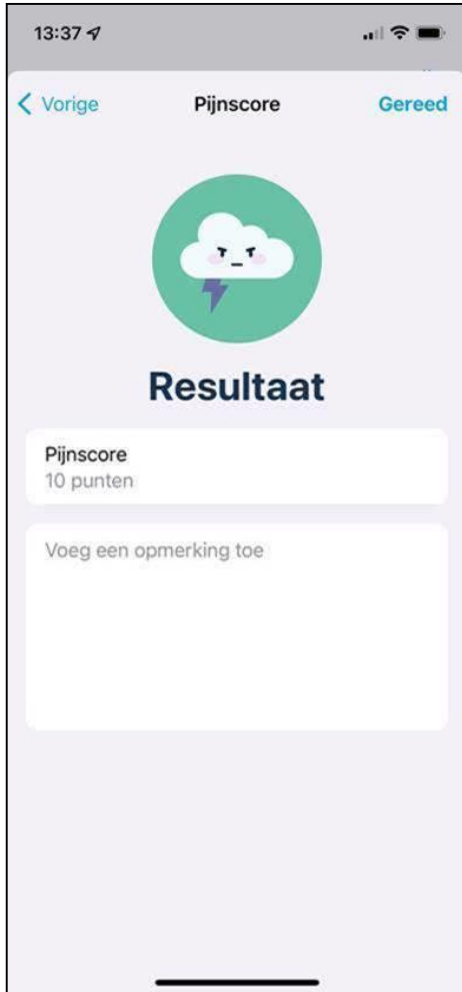 13:37
Vorige
Pijnscore
Gereed
Resultaat
Pijnscore
10 punten
Voeg een opmerking toe